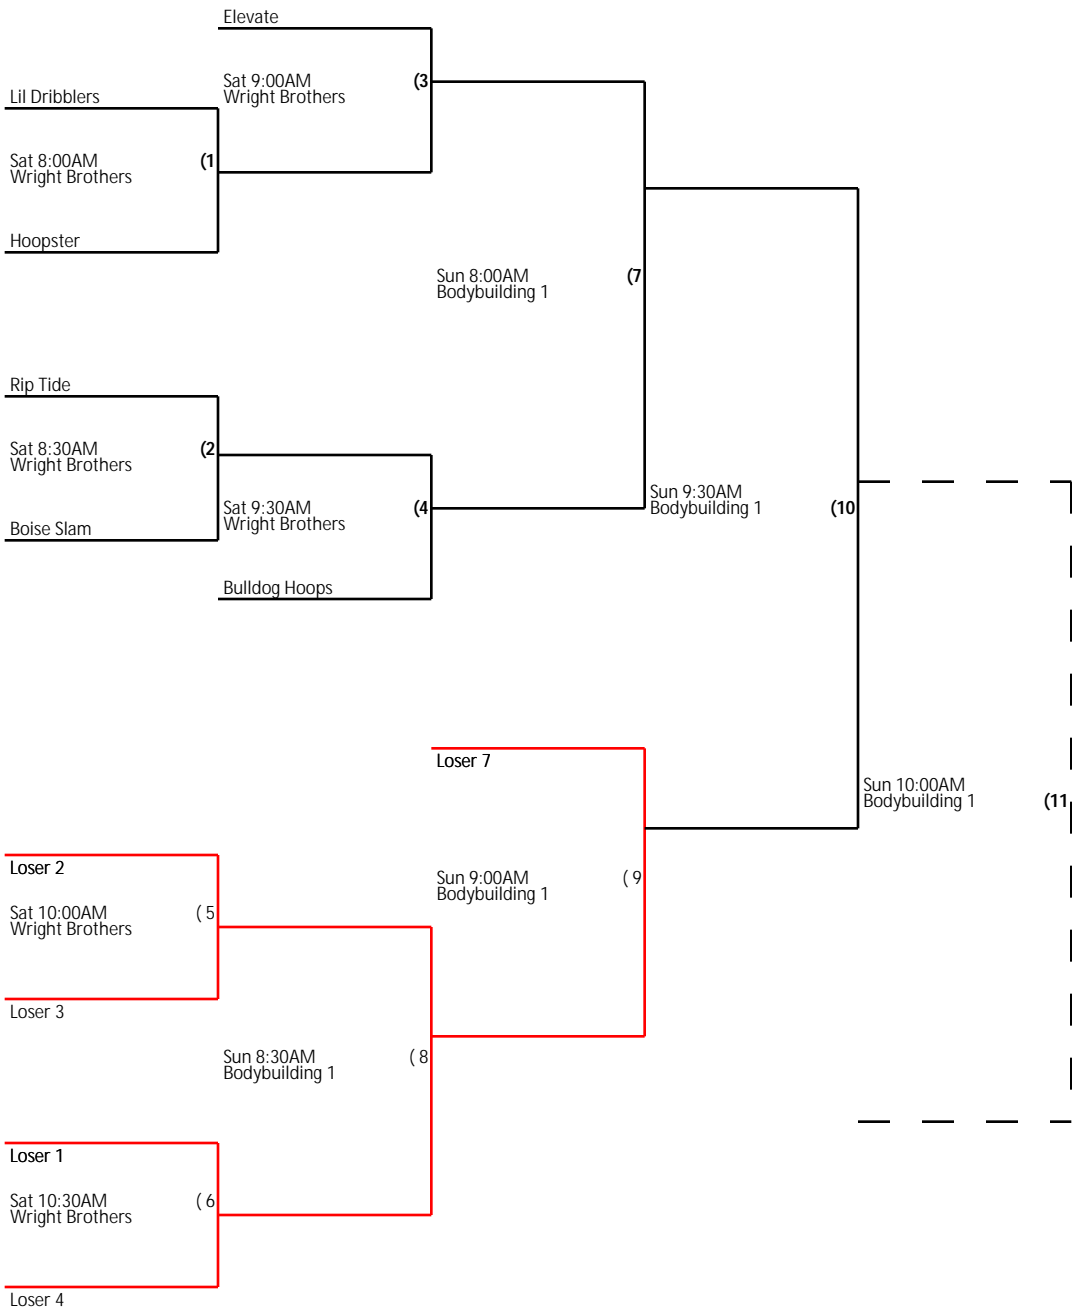 Elevate
Sat 9:00AM
Wright Brothers
(3
Lil Dribblers
Sat 8:00AM
Wright Brothers
(1
Hoopster
Sun 8:00AM
Bodybuilding 1
(7
Rip Tide
Sat 8:30AM
Wright Brothers
(2
Sat 9:30AM
Wright Brothers
(4
Sun 9:30AM
Bodybuilding 1
(10
Boise Slam
Bulldog Hoops
Loser 7
Sun 10:00AM
Bodybuilding 1
(11
Loser 2
Sat 10:00AM
Wright Brothers
( 5
Sun 9:00AM
Bodybuilding 1
( 9
Loser 3
Sun 8:30AM
Bodybuilding 1
( 8
Loser 1
Sat 10:30AM
Wright Brothers
( 6
Loser 4